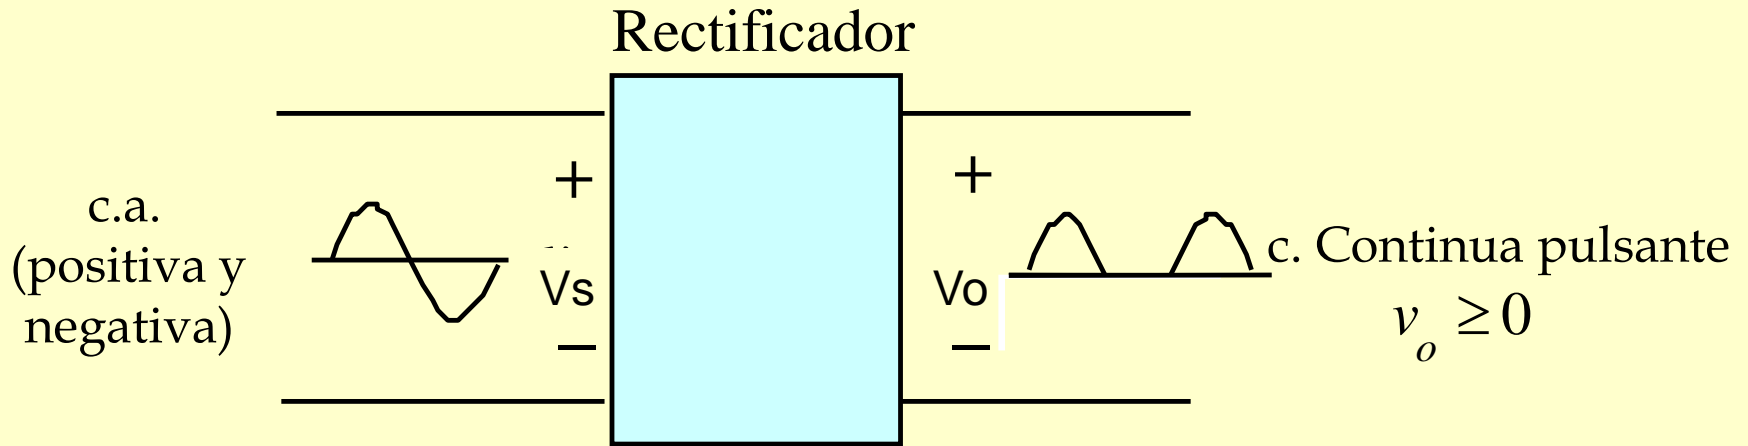 Rectificador
c.a.
(positiva y
negativa)
+
Vs
−
+
Vo
−
c. Continua pulsante
v_o ≥ 0